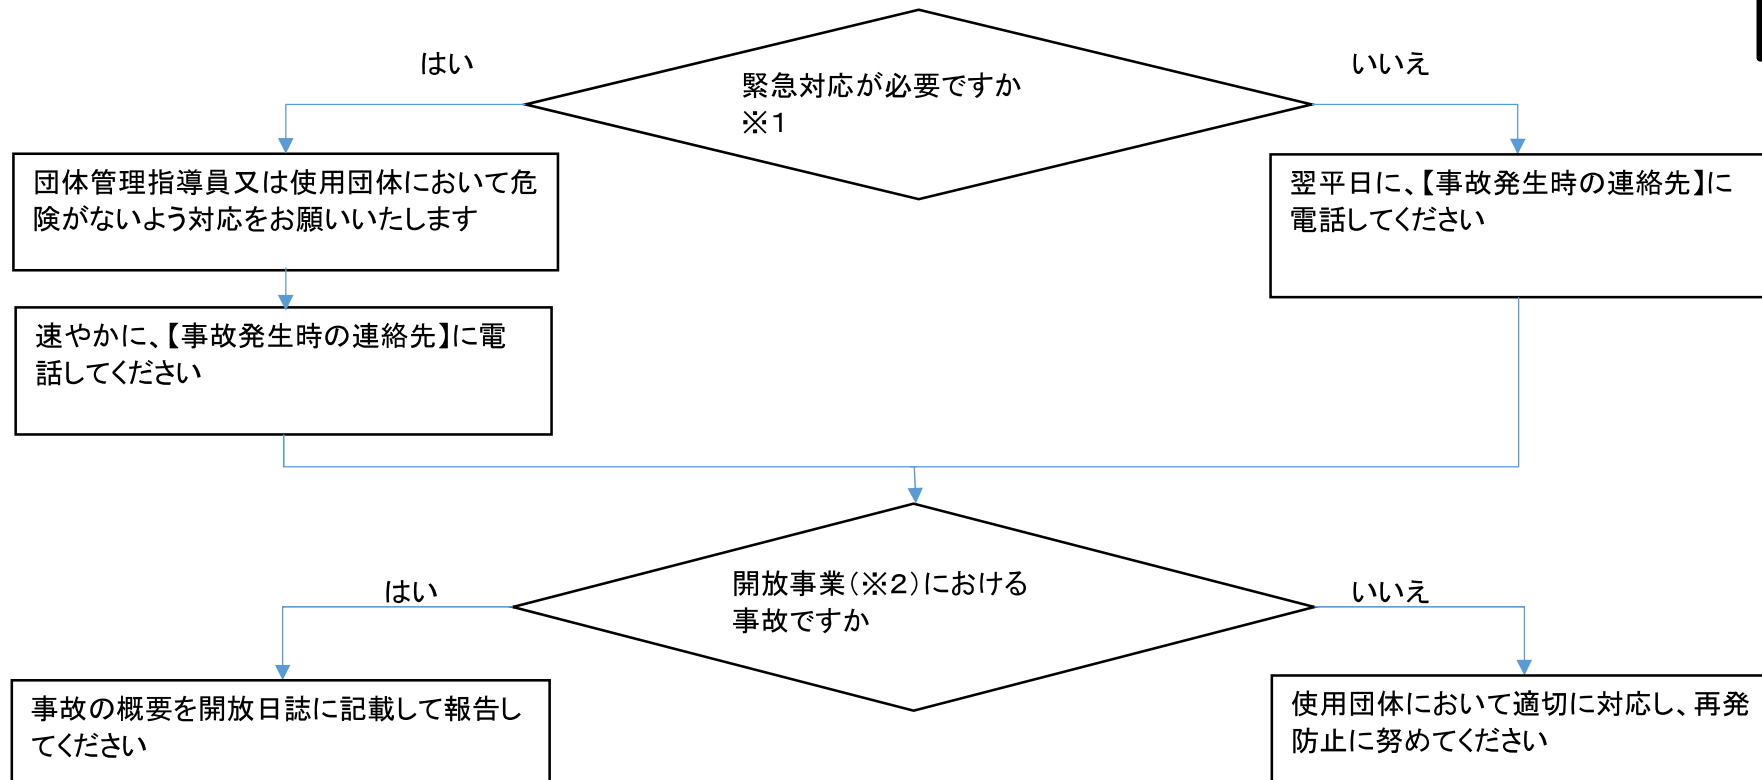 はい
緊急対応が必要ですか
※1
いいえ
団体管理指導員又は使用団体において危
険がないよう対応をお願いいたします
翌平日に、【事故発生時の連絡先】に
電話してください
速やかに、【事故発生時の連絡先】に電
話してください
はい
開放事業(※2)における
事故ですか
いいえ
事故の概要を開放日誌に記載して報告し
てください
使用団体において適切に対応し、再発
防止に努めてください